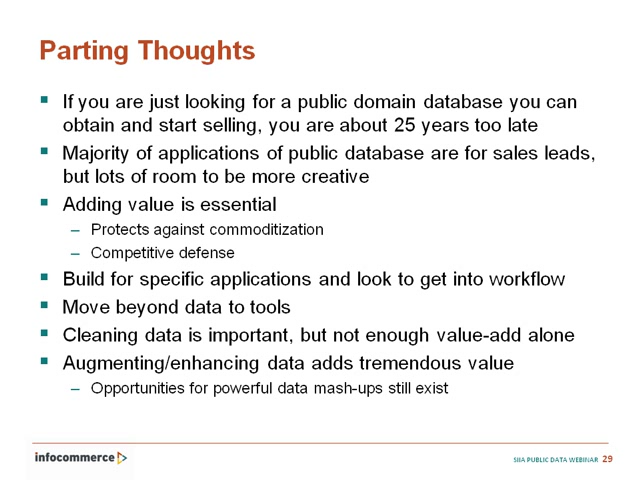 Parting Thoughts
▪ If you are just looking for a public domain database you can
obtain and start selling, you are about 25 years too late
▪ Majority of applications of public database are for sales leads,
but lots of room to be more creative
▪ Adding value is essential
– Protects against commoditization
– Competitive defense
▪ Build for specific applications and look to get into workflow
▪ Move beyond data to tools
▪ Cleaning data is important, but not enough value-add alone
▪ Augmenting/enhancing data adds tremendous value
– Opportunities for powerful data mash-ups still exist
infocommerce
SIIA PUBLIC DATA WEBINAR 29